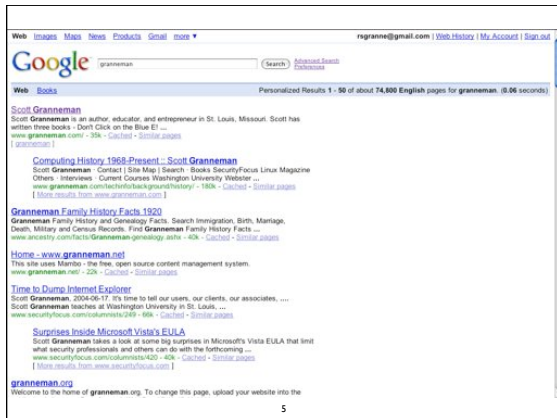 Web Images Maps News Products Gmail more ▼ rsgranne@gmail.com | Web History | My Account | Sign out
Google granneman Search Advanced Search
Preferences
Web Books Personalized Results 1 - 50 of about 74,800 English pages for granneman. (0.06 seconds)
Scott Granneman
Scott Granneman is an author, educator, and entrepreneur in St. Louis, Missouri. Scott has
written three books - Don't Click on the Blue E! ...
www.granneman.com/ - 35k - Cached - Similar pages
[ granneman ]
Computing History 1968-Present :: Scott Granneman
Scott Granneman · Contact | Site Map | Search · Books SecurityFocus Linux Magazine
Others · Interviews · Current Courses Washington University Webster ...
www.granneman.com/techinfo/background/history/ - 180k - Cached - Similar pages
[ More results from www.granneman.com ]
Granneman Family History Facts 1920
Granneman Family History and Genealogy Facts. Search Immigration, Birth, Marriage,
Death, Military and Census Records. Find Granneman Family History Facts ...
www.ancestry.com/facts/Granneman-genealogy.ashx - 40k - Cached - Similar pages
Home - www.granneman.net
This site uses Mambo - the free, open source content management system.
www.granneman.net/ - 22k - Cached - Similar pages
Time to Dump Internet Explorer
Scott Granneman, 2004-06-17. It's time to tell our users, our clients, our associates, ....
Scott Granneman teaches at Washington University in St. Louis, ...
www.securityfocus.com/columnists/249 - 66k - Cached - Similar pages
Surprises Inside Microsoft Vista's EULA
Scott Granneman takes a look at some big surprises in Microsoft's Vista EULA that limit
what security professionals and others can do with the forthcoming ...
www.securityfocus.com/columnists/420 - 40k - Cached - Similar pages
[ More results from www.securityfocus.com ]
granneman.org
Welcome to the home of granneman.org. To change this page, upload your website into the
5